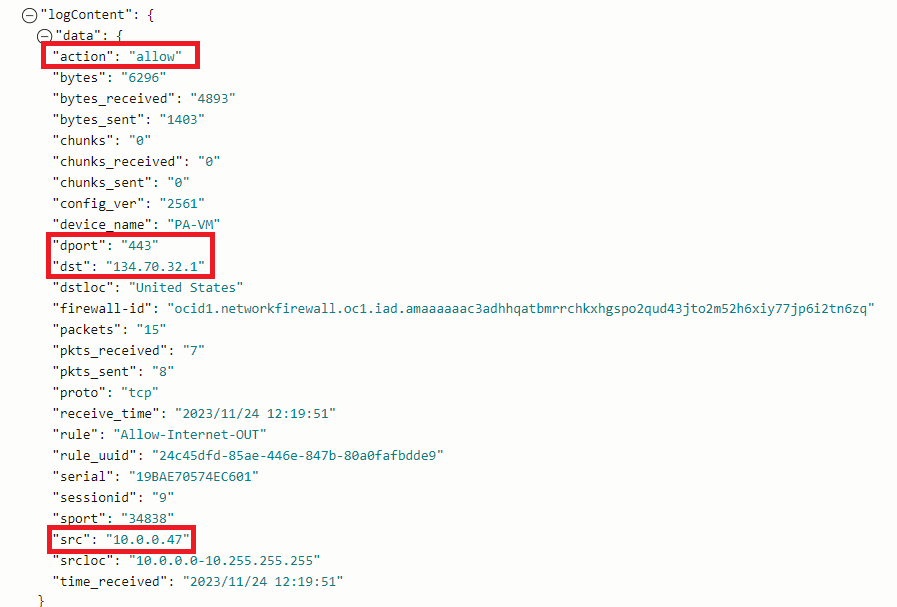 "logContent": {
"data": {
"action": "allow"
"bytes": "6296"
"bytes_received": "4893"
"bytes_sent": "1403"
"chunks": "0"
"chunks_received": "0"
"chunks_sent": "0"
"config_ver": "2561"
"device_name": "PA-VM"
"dport": "443"
"dst": "134.70.32.1"
"dstloc": "United States"
"firewall-id": "ocid1.networkfirewall.oc1.iad.amaaaaaac3adhhqatbmrrchkxhgspo2qud43jto2m52h6xiy77jp6i2tn6zq"
"packets": "15"
"pkts_received": "7"
"pkts_sent": "8"
"proto": "tcp"
"receive_time": "2023/11/24 12:19:51"
"rule": "Allow-Internet-OUT"
"rule_uuid": "24c45dfd-85ae-446e-847b-80a0fafbdde9"
"serial": "19BAE70574EC601"
"sessionid": "9"
"sport": "34838"
"src": "10.0.0.47"
"srcloc": "10.0.0.0-10.255.255.255"
"time_received": "2023/11/24 12:19:51"
}